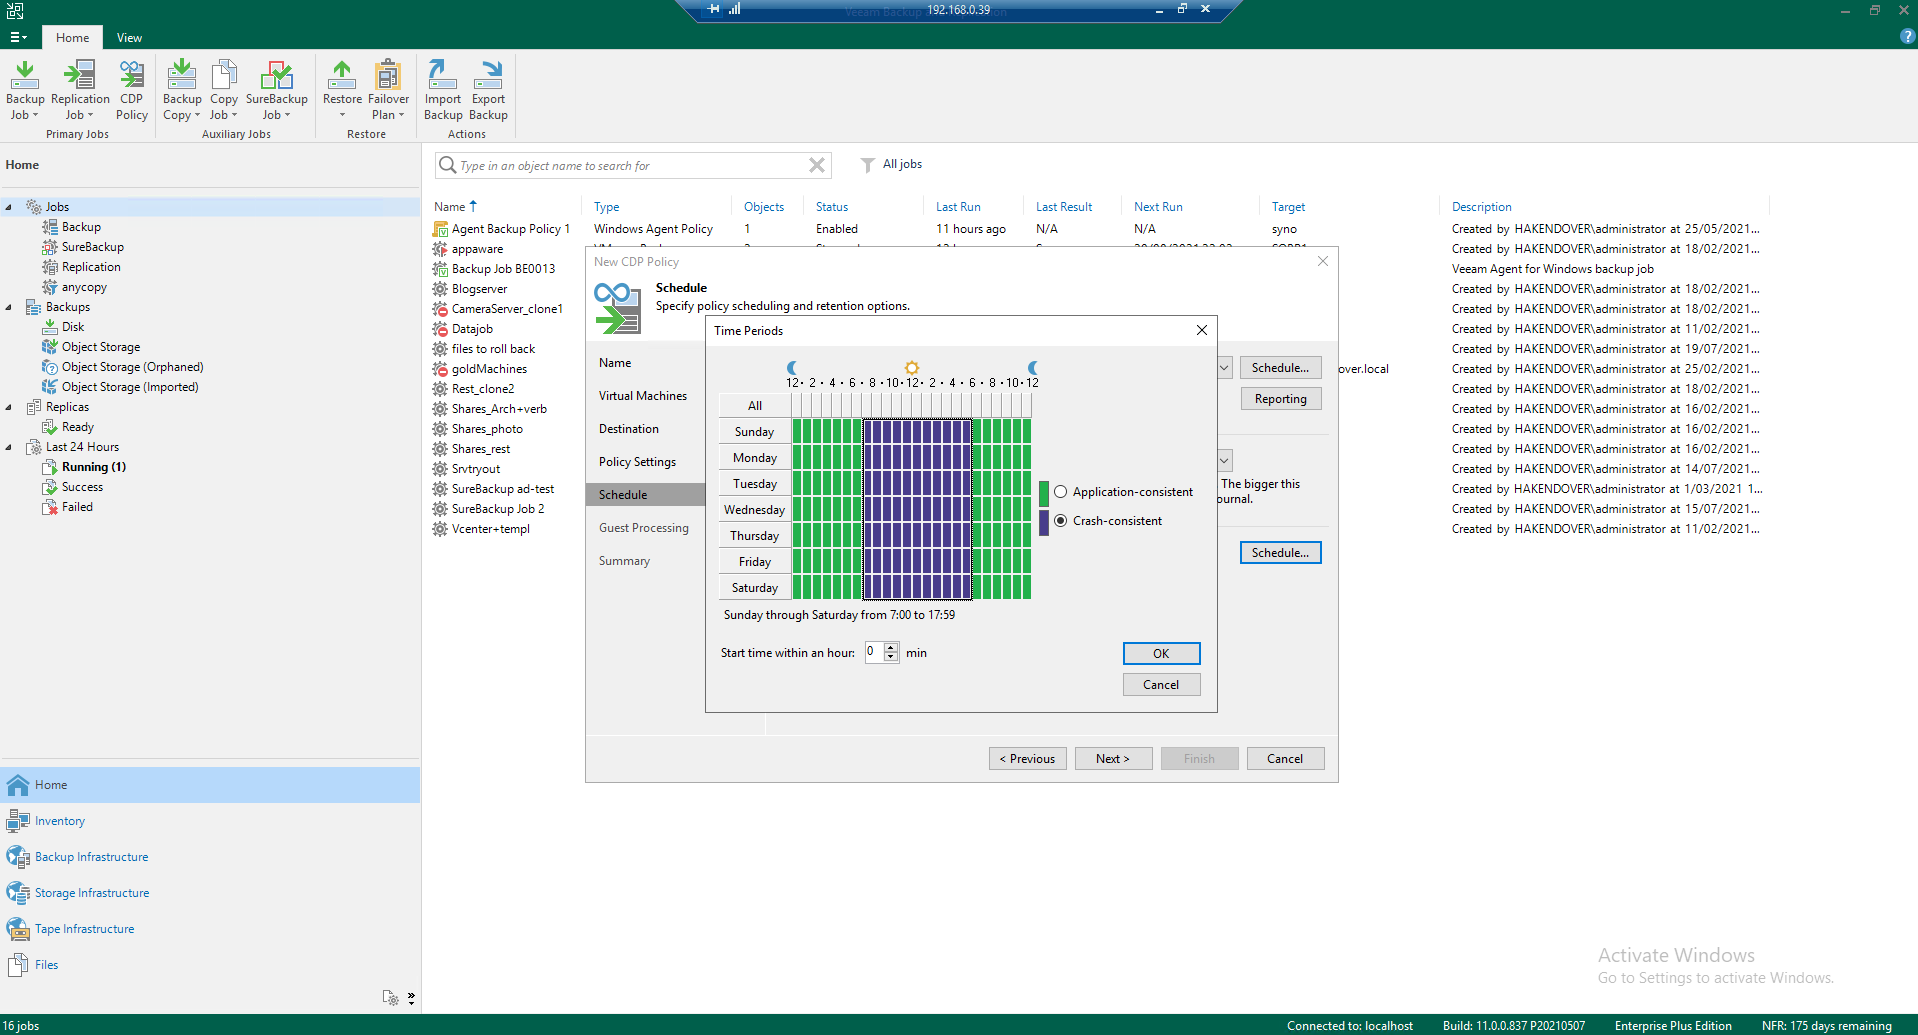 192.168.0.39
Home
View
Backup Job
Replication Job
CDP Policy
Primary Jobs
Backup Copy
Copy Job
SureBackup Job
Auxiliary Jobs
Restore
Failover Plan
Restore
Import Backup
Export Backup
Actions
Home
Type in an object name to search for
All jobs
Jobs
Backup
SureBackup
Replication
anycopy
Backups
Disk
Object Storage
Object Storage (Orphaned)
Object Storage (Imported)
Replicas
Ready
Last 24 Hours
Running (1)
Success
Failed
Name Type Objects Status Last Run Last Result Next Run Target Description
Agent Backup Policy 1 Windows Agent Policy 1 Enabled 11 hours ago N/A N/A syno Created by HAKENDOVER\administrator at 25/05/2021...
appaware Created by HAKENDOVER\administrator at 18/02/2021...
Backup Job BE0013 Veeam Agent for Windows backup job
Blogserver Created by HAKENDOVER\administrator at 18/02/2021...
CameraServer_clone1 Created by HAKENDOVER\administrator at 18/02/2021...
Datajob Created by HAKENDOVER\administrator at 11/02/2021...
files to roll back Created by HAKENDOVER\administrator at 19/07/2021...
goldMachines over.local Created by HAKENDOVER\administrator at 25/02/2021...
Rest_clone2 Created by HAKENDOVER\administrator at 18/02/2021...
Shares_Arch+verb Created by HAKENDOVER\administrator at 16/02/2021...
Shares_photo Created by HAKENDOVER\administrator at 16/02/2021...
Shares_rest Created by HAKENDOVER\administrator at 16/02/2021...
Srvtryout Created by HAKENDOVER\administrator at 14/07/2021...
SureBackup ad-test Created by HAKENDOVER\administrator at 1/03/2021 1...
SureBackup Job 2 Created by HAKENDOVER\administrator at 15/07/2021...
Vcenter+templ Created by HAKENDOVER\administrator at 11/02/2021...
New CDP Policy
Schedule
Specify policy scheduling and retention options.
Name
Virtual Machines
Destination
Policy Settings
Schedule
Guest Processing
Summary
Schedule...
Reporting
The bigger this
ournal.
Schedule...
Time Periods
12 · 2 · 4 · 6 · 8 · 10 · 12 · 2 · 4 · 6 · 8 · 10 · 12
All
Sunday
Monday
Tuesday
Wednesday
Thursday
Friday
Saturday
Application-consistent
Crash-consistent
Sunday through Saturday from 7:00 to 17:59
Start time within an hour: 0 min
OK
Cancel
< Previous Next > Finish Cancel
Home
Inventory
Backup Infrastructure
Storage Infrastructure
Tape Infrastructure
Files
Activate Windows
Go to Settings to activate Windows.
16 jobs
Connected to: localhost Build: 11.0.0.837 P20210507 Enterprise Plus Edition NFR: 175 days remaining